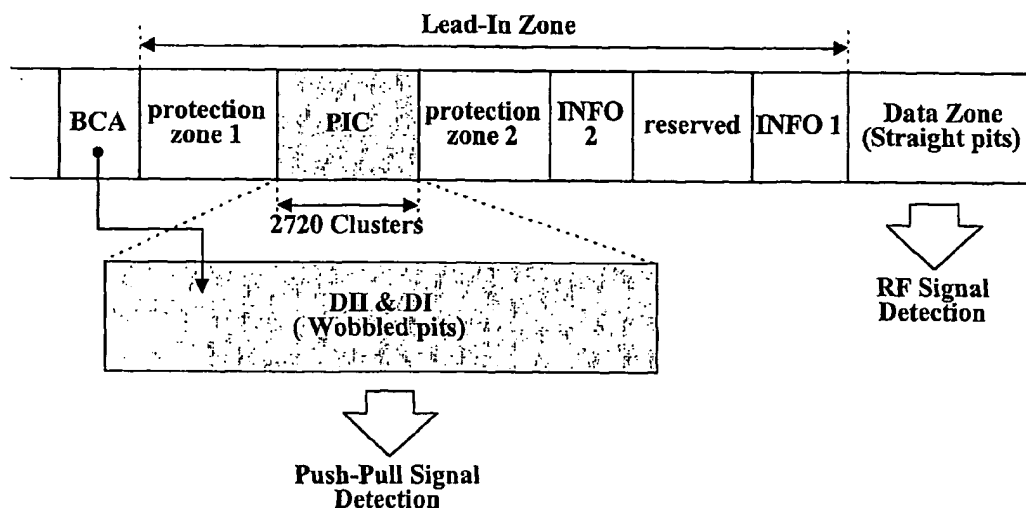 Lead-In Zone
BCA
protection
zone 1
PIC
protection
zone 2
INFO
2
reserved
INFO 1
Data Zone
(Straight pits)
2720 Clusters
DII & DI
( Wobbled pits)
RF Signal
Detection
Push-Pull Signal
Detection